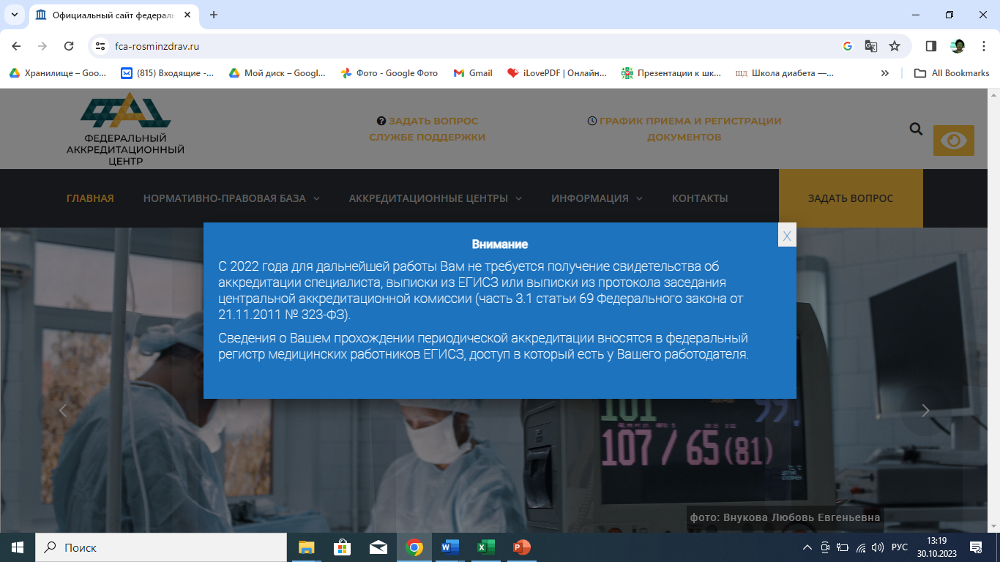 Официальный сайт федераль
fca-rosminzdrav.ru
Хранилище – Goo...
(815) Входящие -...
Мой диск – Googl...
Фото - Google Фото
Gmail
iLovePDF | Онлайн...
Презентации к шк...
ШД Школа диабета —...
All Bookmarks
ФЕДЕРАЛЬНЫЙ
АККРЕДИТАЦИОННЫЙ
ЦЕНТР
ЗАДАТЬ ВОПРОС
СЛУЖБЕ ПОДДЕРЖКИ
ГРАФИК ПРИЕМА И РЕГИСТРАЦИИ
ДОКУМЕНТОВ
ГЛАВНАЯ
НОРМАТИВНО-ПРАВОВАЯ БАЗА
АККРЕДИТАЦИОННЫЕ ЦЕНТРЫ
ИНФОРМАЦИЯ
КОНТАКТЫ
ЗАДАТЬ ВОПРОС
X
Внимание
С 2022 года для дальнейшей работы Вам не требуется получение свидетельства об
аккредитации специалиста, выписки из ЕГИСЗ или выписки из протокола заседания
центральной аккредитационной комиссии (часть 3.1 статьи 69 Федерального закона от
21.11.2011 № 323-ФЗ).
Сведения о Вашем прохождении периодической аккредитации вносятся в федеральный
регистр медицинских работников ЕГИСЗ, доступ в который есть у Вашего работодателя.
107 / 65 (81)
фото: Внукова Любовь Евгеньевна
Поиск
РУС
13:19
30.10.2023